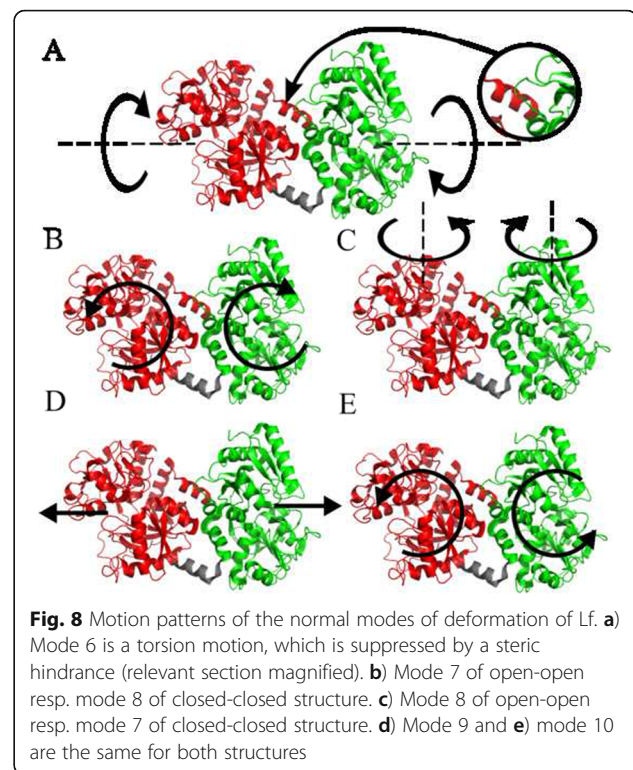 A
B
C
D
E
Fig. 8 Motion patterns of the normal modes of deformation of Lf. a)
Mode 6 is a torsion motion, which is suppressed by a steric
hindrance (relevant section magnified). b) Mode 7 of open-open
resp. mode 8 of closed-closed structure. c) Mode 8 of open-open
resp. mode 7 of closed-closed structure. d) Mode 9 and e) mode 10
are the same for both structures